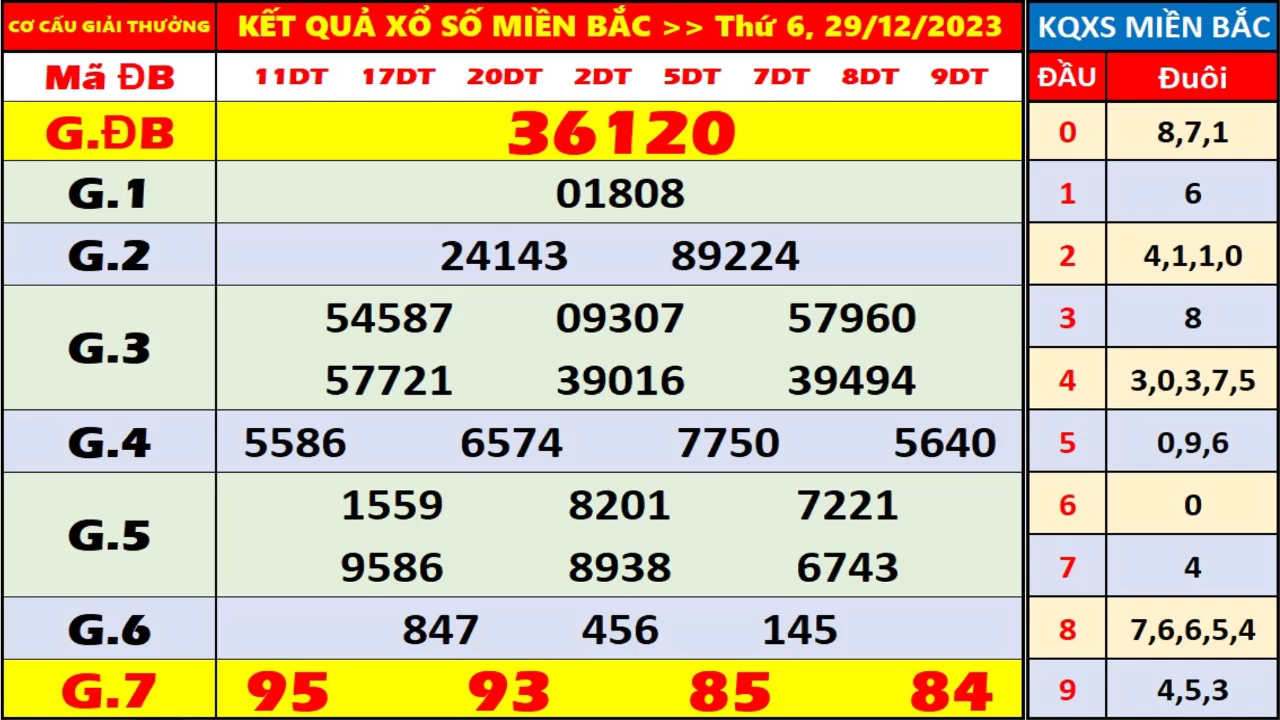 CƠ CẤU GIẢI THƯỞNG KẾT QUẢ XỔ SỐ MIỀN BẮC >> Thứ 6, 29/12/2023 KQXS MIỀN BẮC
Mã ĐB 11DT 17DT 20DT 2DT 5DT 7DT 8DT 9DT ĐẦU Đuôi
G.ĐB 36120 0 8,7,1
G.1 01808 1 6
G.2 24143 89224 2 4,1,1,0
G.3 54587 09307 57960 3 8
57721 39016 39494 4 3,0,3,7,5
G.4 5586 6574 7750 5640 5 0,9,6
G.5 1559 8201 7221 6 0
9586 8938 6743 7 4
G.6 847 456 145 8 7,6,6,5,4
G.7 95 93 85 84 9 4,5,3